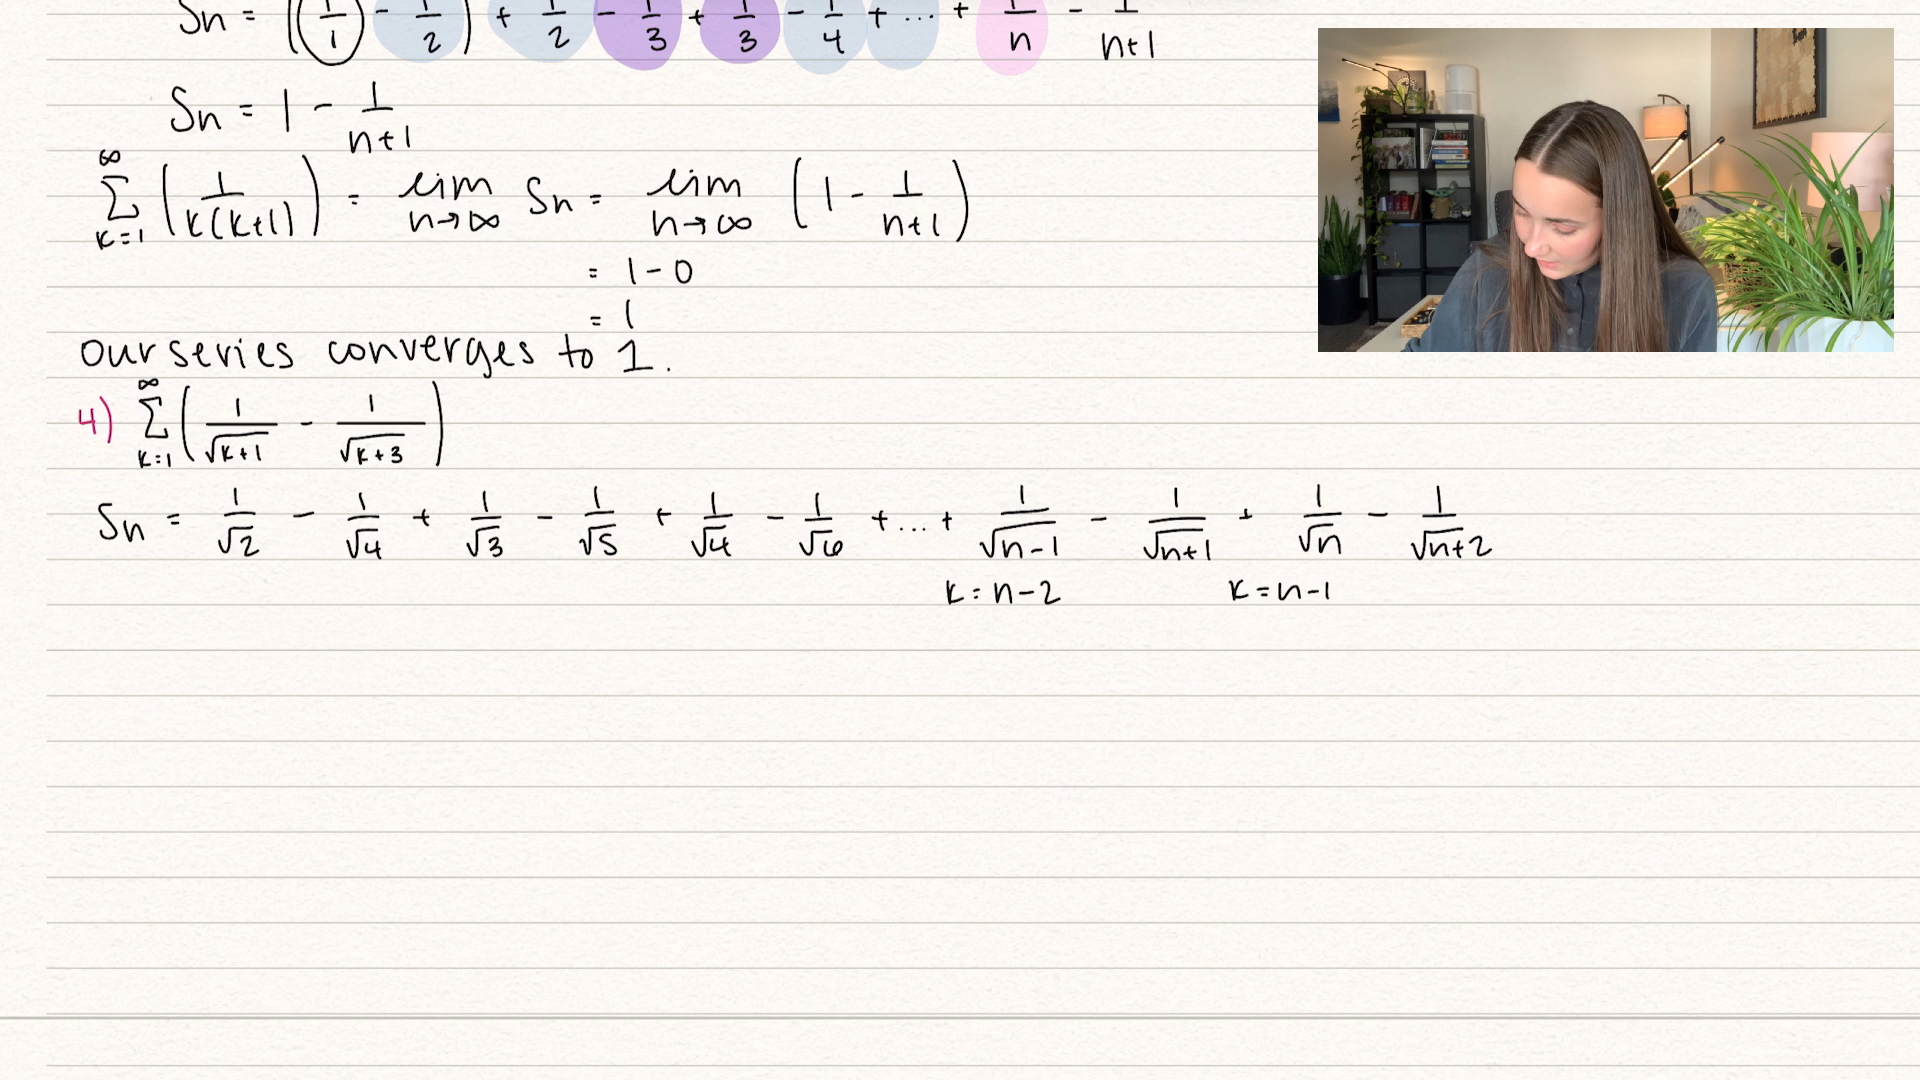 Sn = (1/1 - 1/2) + 1/2 - 1/3 + 1/3 - 1/4 + ... + 1/n - 1/n+1
Sn = 1 - 1/n+1
∞ Σ k=1 (1/k(k+1)) = lim n→∞ Sn = lim n→∞ (1 - 1/n+1)
= 1 - 0
= 1
our series converges to 1.
4) ∞ Σ k=1 (1/√k+1 - 1/√k+3)
Sn = 1/√2 - 1/√4 + 1/√3 - 1/√5 + 1/√4 - 1/√6 + ... + 1/√n-1 - 1/√n+1 + 1/√n - 1/√n+2
k = n-2 k = n-1